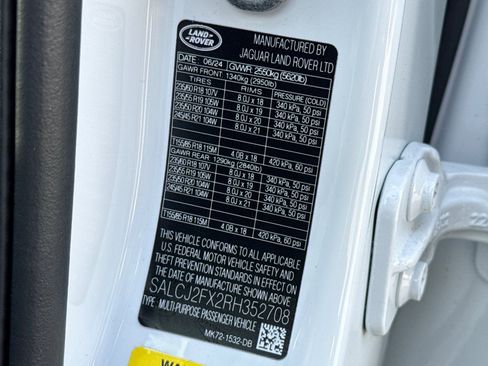 LAND
ROVER
MANUFACTURED BY
JAGUAR LAND ROVER LTD
DATE: 06/24 GVWR 2550kg (5620lb)
GAWR FRONT 1340kg (2950lb)
TIRES RIMS PRESSURE (COLD)
235/60 R18 107V 8.0J x 18 340 kPa, 50 psi
235/55 R19 105W 8.0J x 19 340 kPa, 50 psi
235/50 R20 104W 8.0J x 20 340 kPa, 50 psi
245/45 R21 104W 8.0J x 21 340 kPa, 50 psi
T155/85 R18 115M 4.0B x 18 420 kPa, 60 psi
GAWR REAR 1290kg (2840lb)
235/60 R18 107V 8.0J x 18 340 kPa, 50 psi
235/55 R19 105W 8.0J x 19 340 kPa, 50 psi
235/50 R20 104W 8.0J x 20 340 kPa, 50 psi
245/45 R21 104W 8.0J x 21 340 kPa, 50 psi
T155/85 R18 115M 4.0B x 18 420 kPa, 60 psi
THIS VEHICLE CONFORMS TO ALL APPLICABLE
U.S. FEDERAL MOTOR VEHICLE SAFETY AND
THEFT PREVENTION STANDARDS IN EFFECT ON
THE DATE OF MANUFACTURE SHOWN ABOVE.
SALCJ2FX2RH352708
TYPE: MULTI-PURPOSE PASSENGER VEHICLE
MK72-1532-DB